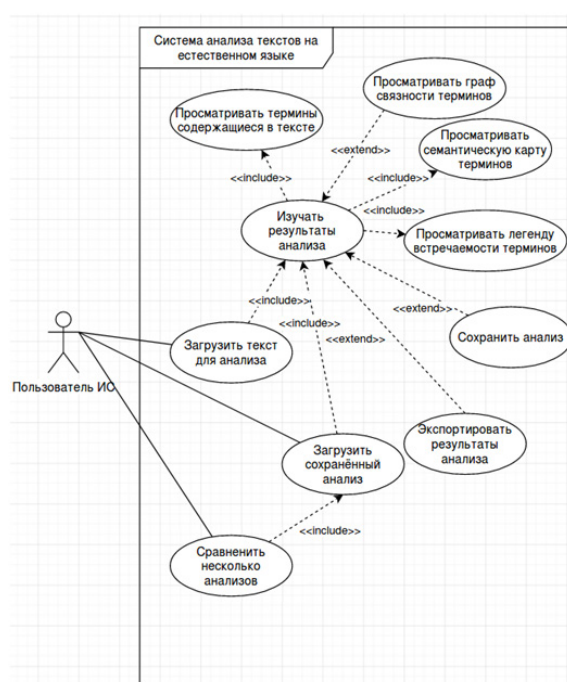 Система анализа текстов на
естественном языке
Просматривать граф
связности терминов
Просматривать термины
содержащиеся в тексте
<<extend>>
Просматривать
семантическую карту
терминов
<<include>>
<<include>>
<<include>>
Изучать
результаты
анализа
Просматривать легенду
встречаемости терминов
<<include>>
<<extend>>
<<include>>
<<extend>>
Сохранить анализ
Загрузить текст
для анализа
Пользователь ИС
Экспортировать
результаты
анализа
Загрузить
сохранённый
анализ
<<include>>
Сравненить
несколько
анализов